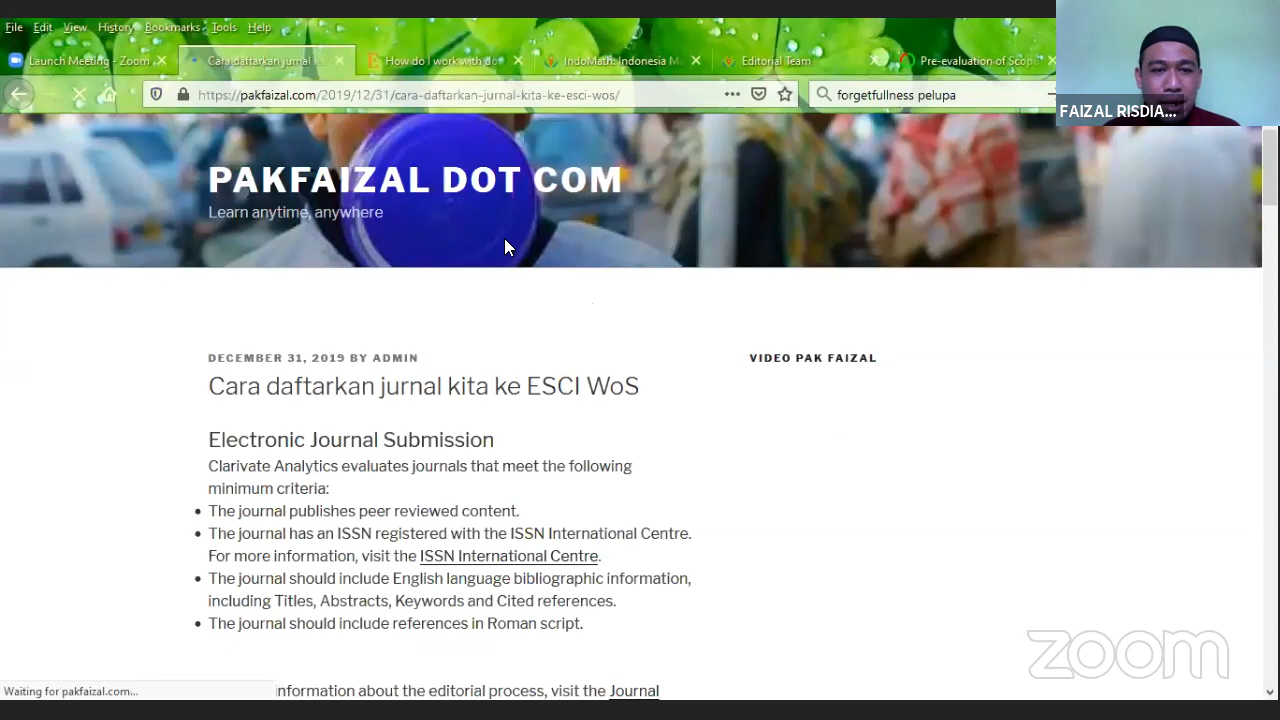 File Edit View History Bookmarks Tools Help
Launch Meeting - Zoom
Cara daftarkan jurnal
How do I work with do
IndoMath: Indonesia M
Editorial Team
Pre-evaluation of Scop
https://pakfaizal.com/2019/12/31/cara-daftarkan-jurnal-kita-ke-esci-wos/
forgetfullness pelupa
FAIZAL RISDIA...
PAKFAIZAL DOT COM
Learn anytime, anywhere
DECEMBER 31, 2019 BY ADMIN
Cara daftarkan jurnal kita ke ESCI WoS
VIDEO PAK FAIZAL
Electronic Journal Submission
Clarivate Analytics evaluates journals that meet the following
minimum criteria:
The journal publishes peer reviewed content.
The journal has an ISSN registered with the ISSN International Centre.
For more information, visit the ISSN International Centre.
The journal should include English language bibliographic information,
including Titles, Abstracts, Keywords and Cited references.
The journal should include references in Roman script.
information about the editorial process, visit the Journal
Waiting for pakfaizal.com...
zoom